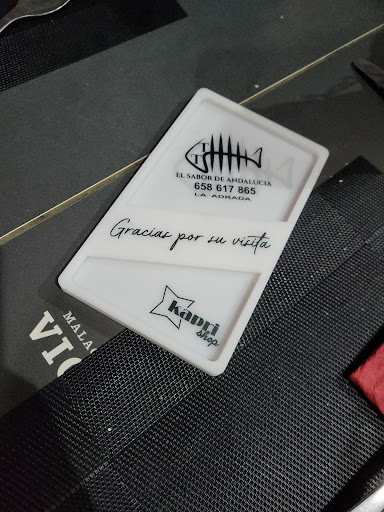 EL SABOR DE ANDALUCIA
658 617 865
LA ADRADA
Gracias por su visita
kapri
shop